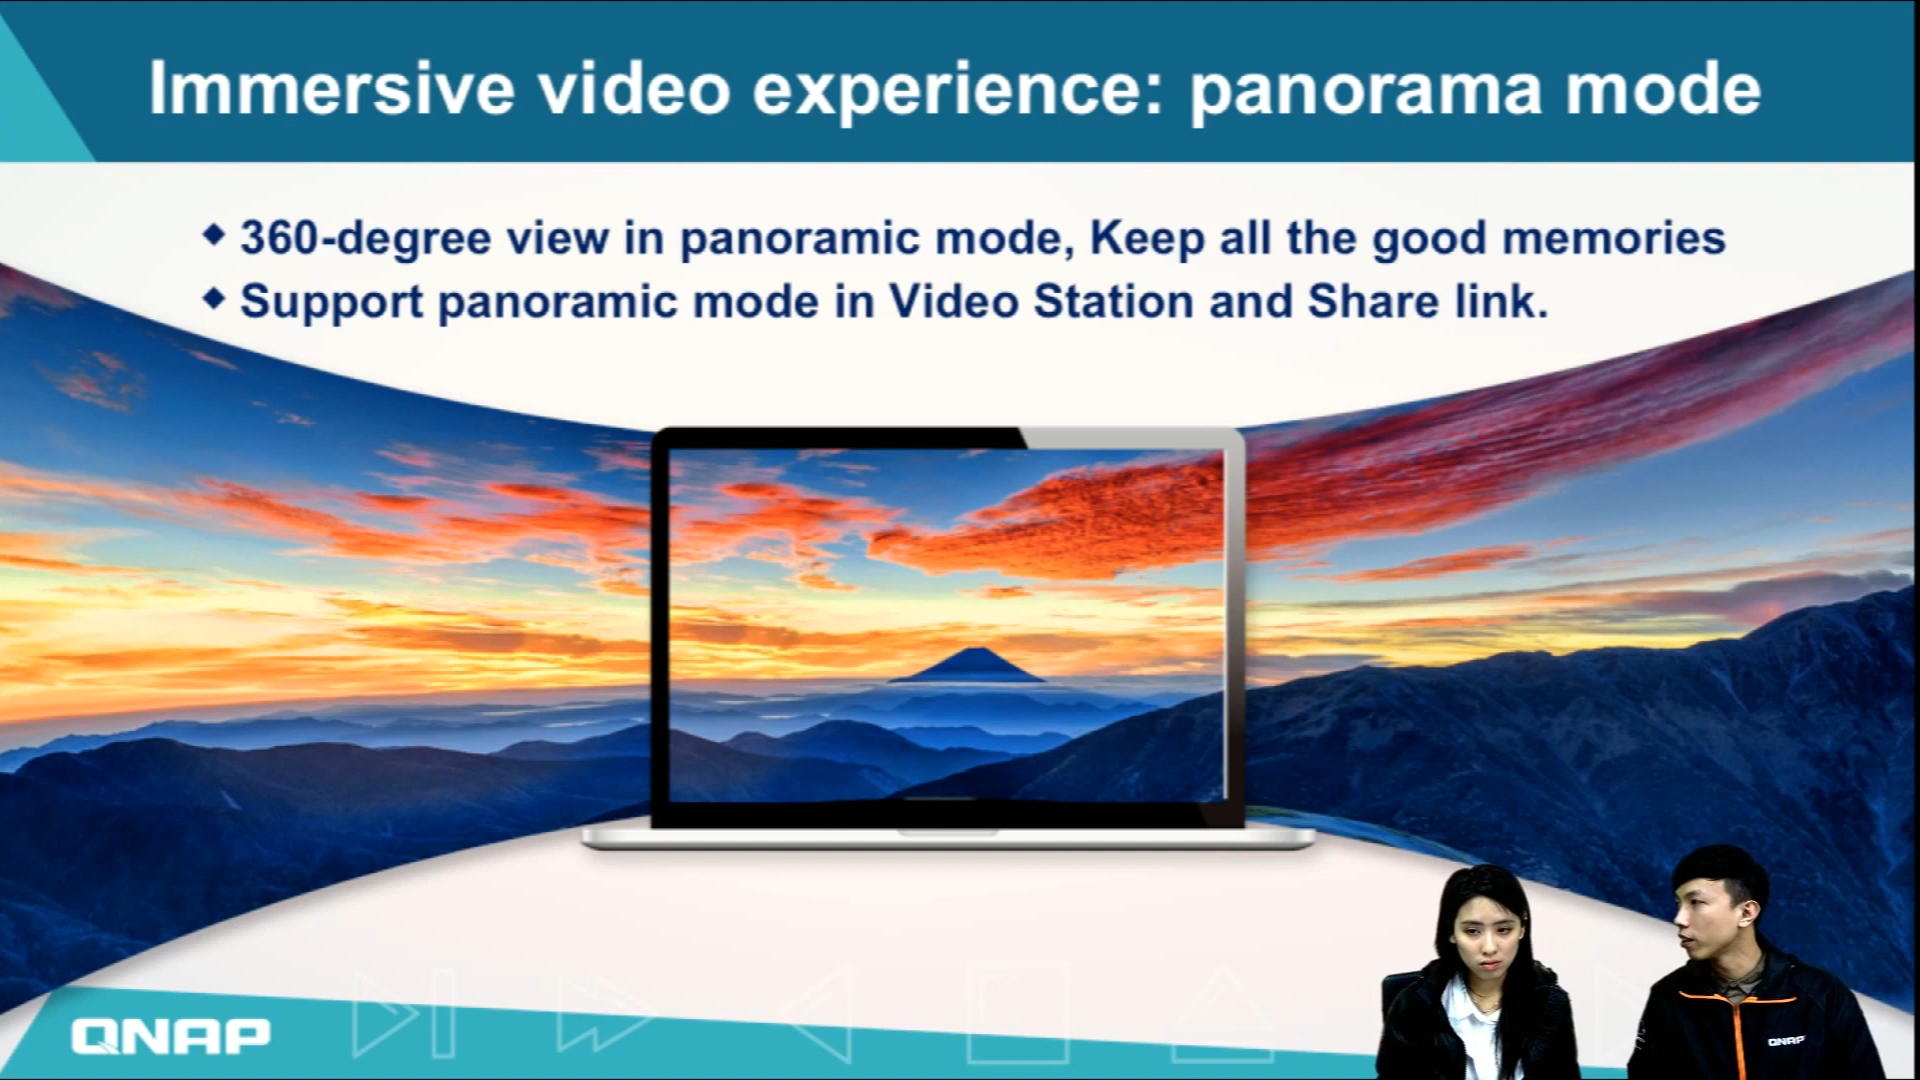 Immersive video experience: panorama mode
◆ 360-degree view in panoramic mode, Keep all the good memories
◆ Support panoramic mode in Video Station and Share link.
QNAP
QNAP